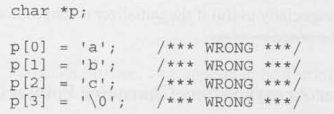 char *p;
p[0] = 'a';    /*** WRONG ***/
p[1] = 'b';    /*** WRONG ***/
p[2] = 'c';    /*** WRONG ***/
p[3] = '\0';   /*** WRONG ***/